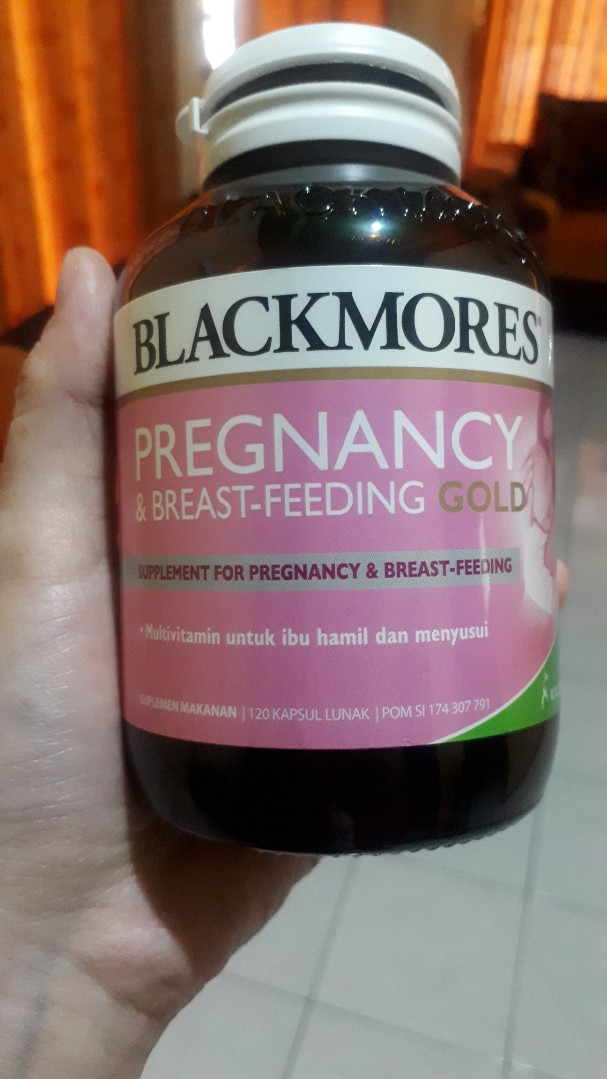 BLACKMORES®
PREGNANCY
& BREAST-FEEDING GOLD
SUPPLEMENT FOR PREGNANCY & BREAST-FEEDING
• Multivitamin untuk ibu hamil dan menyusui
SUPLEMEN MAKANAN | 120 KAPSUL LUNAK | POM SI 174 307 791